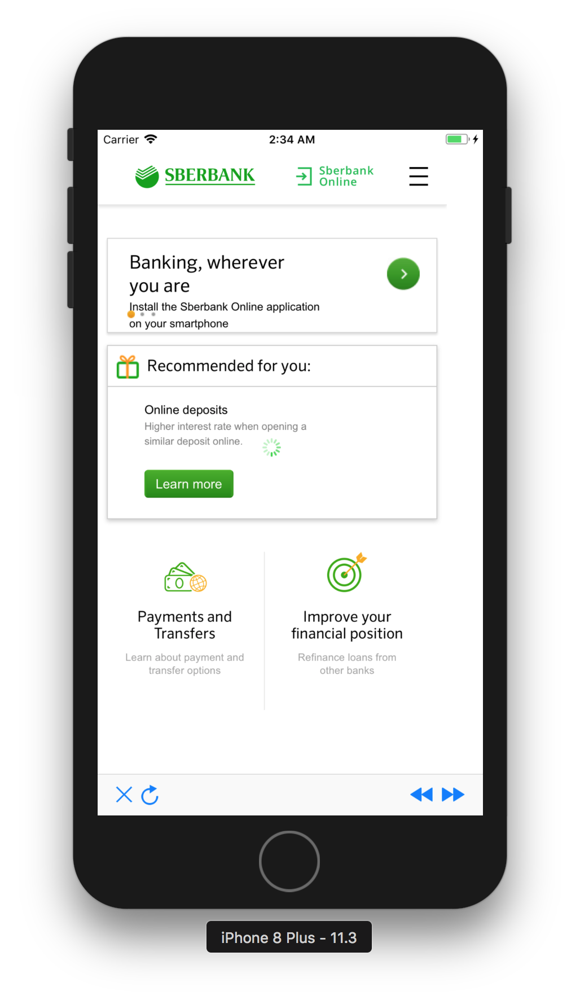 Carrier
2:34 AM
SBERBANK
Sberbank
Online
Banking, wherever
you are
Install the Sberbank Online application
on your smartphone
Recommended for you:
Online deposits
Higher interest rate when opening a
similar deposit online.
Learn more
Payments and
Transfers
Learn about payment and
transfer options
Improve your
financial position
Refinance loans from
other banks
iPhone 8 Plus - 11.3